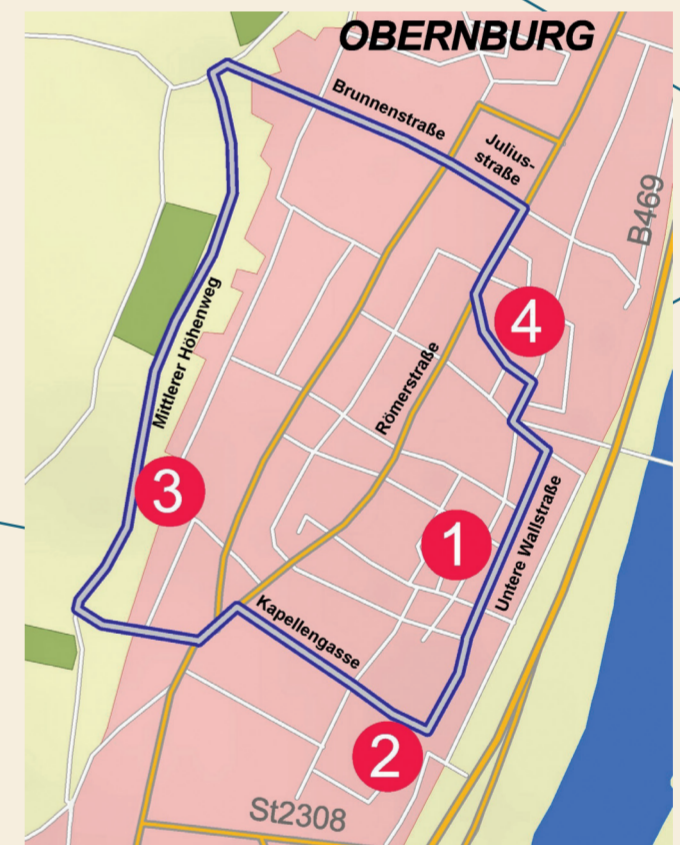 OBERNBURG
Brunnenstraße
Julius-
straße
B469
4
Mittlerer Höhenweg
Römerstraße
3
1
Untere Wallstraße
Kapellengasse
2
St2308